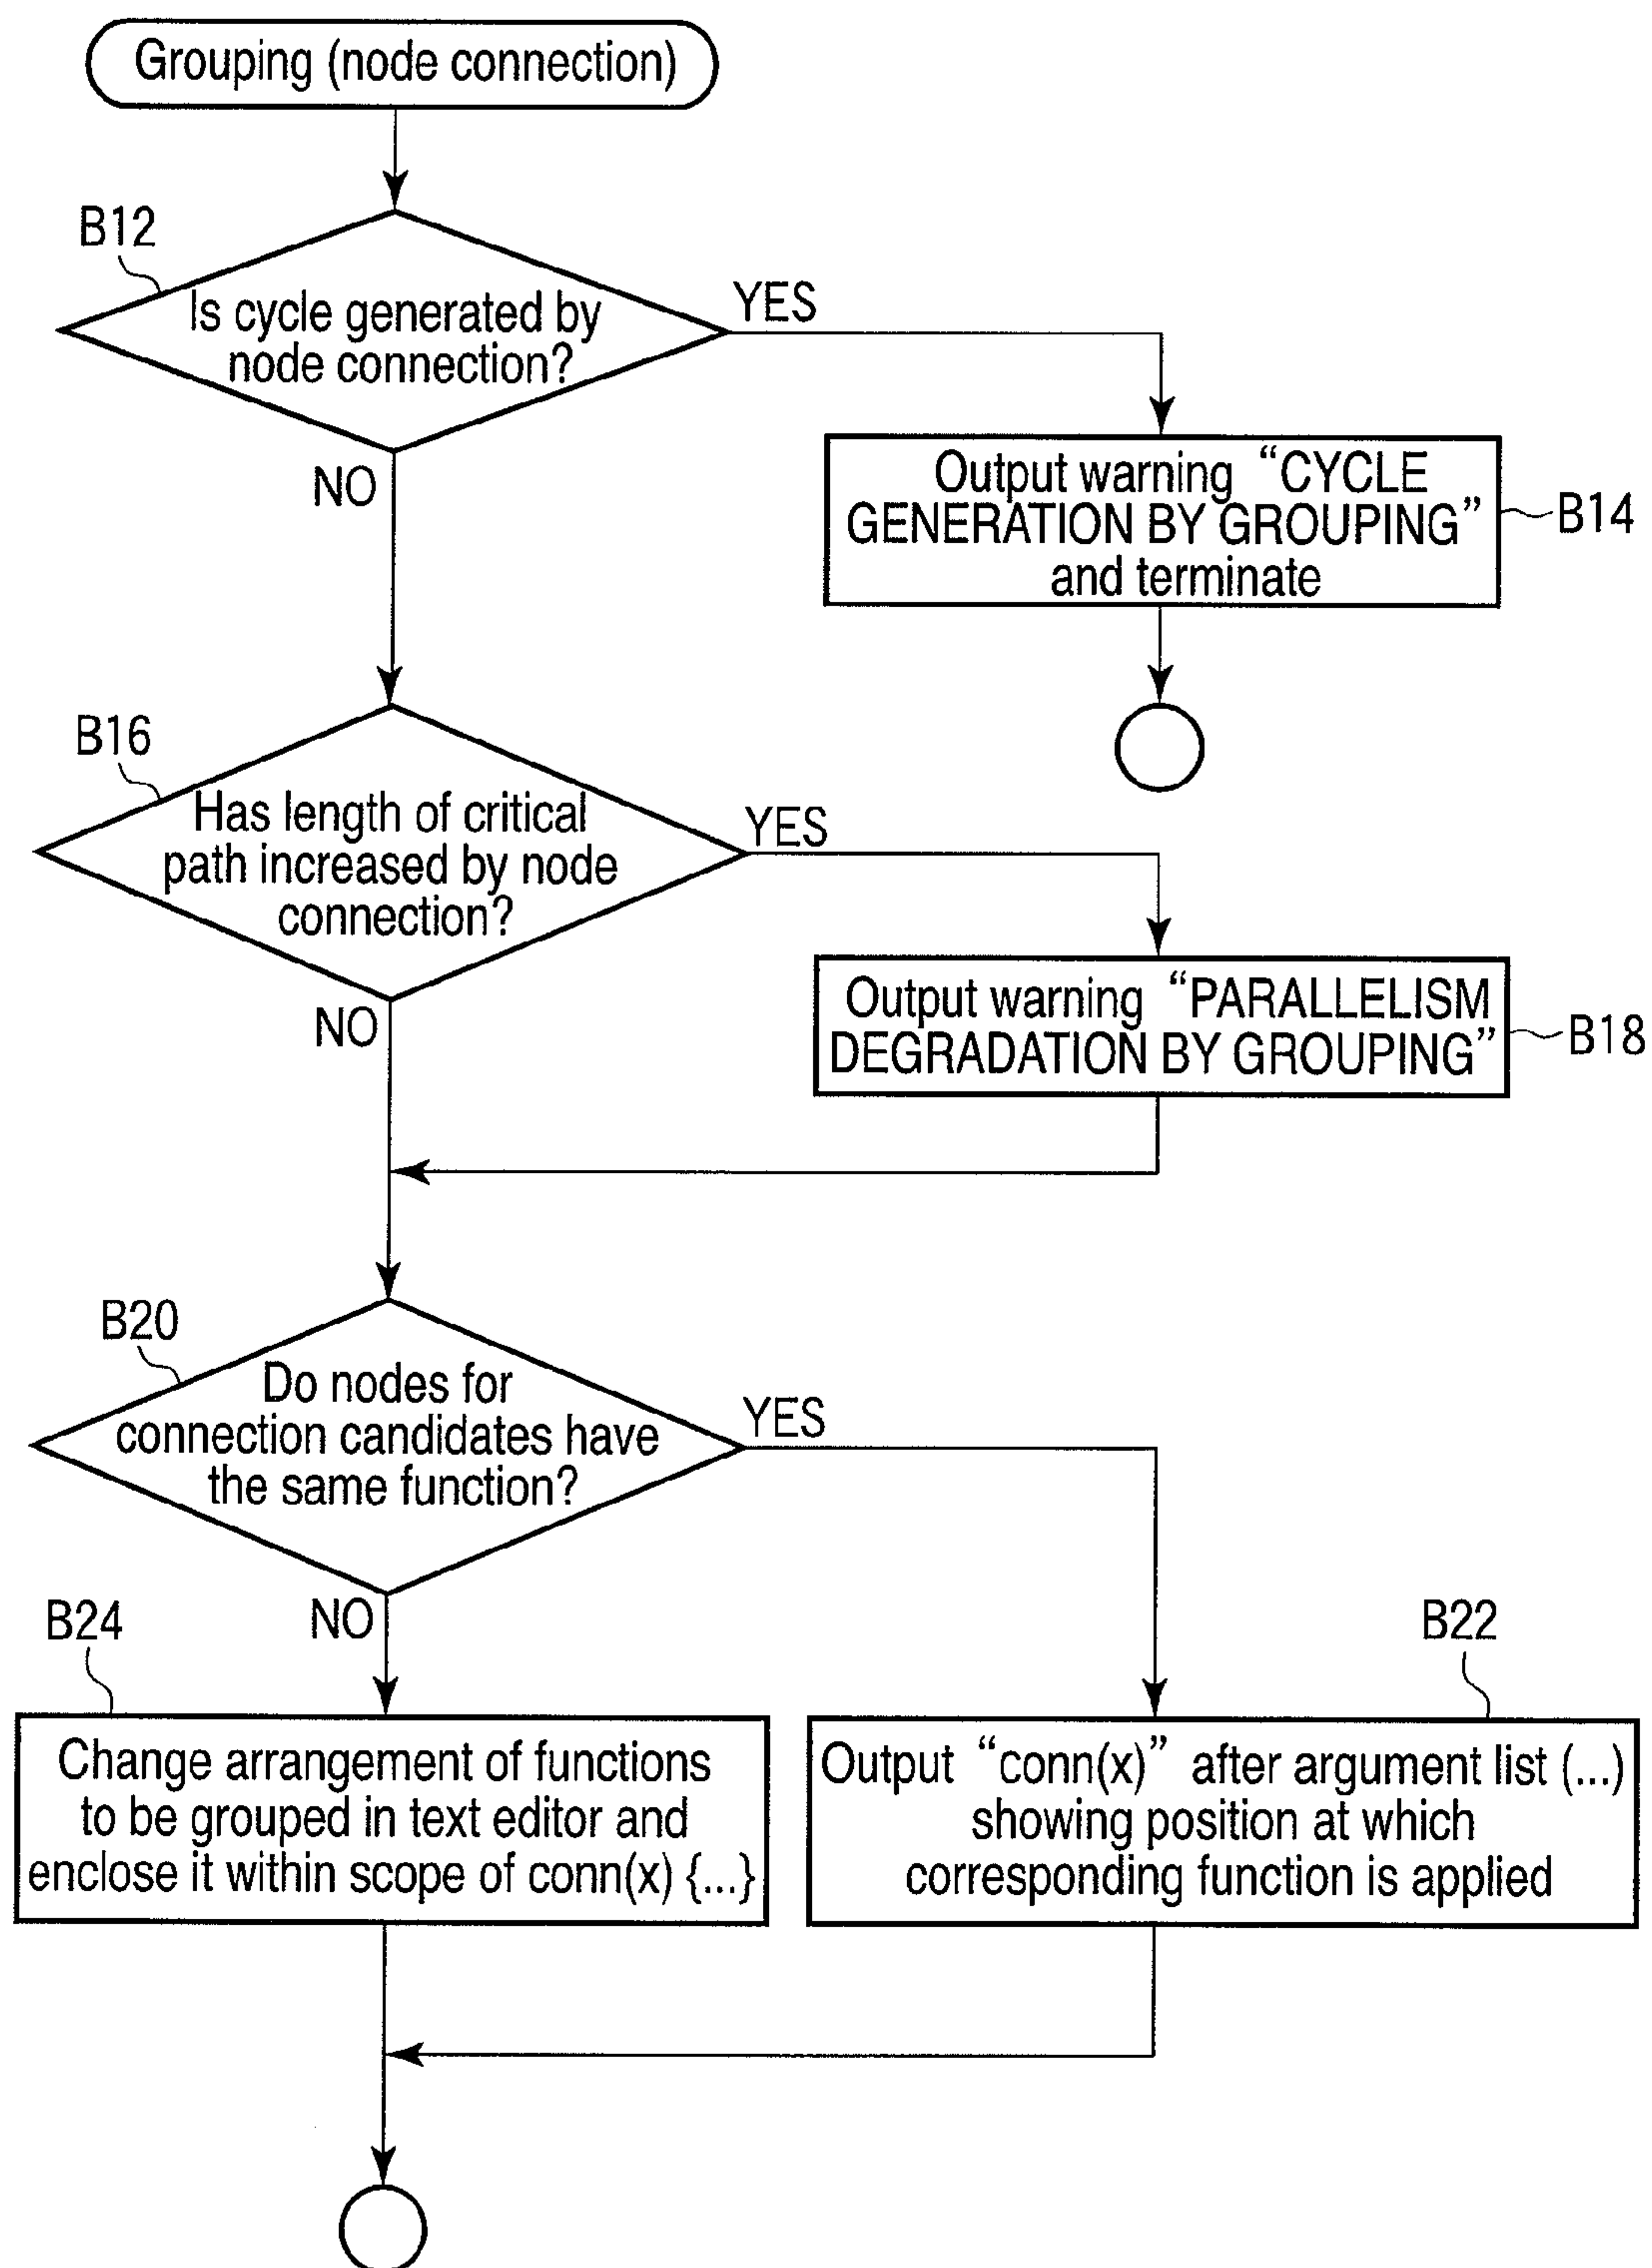 Grouping (node connection)
B12
Is cycle generated by
node connection?
YES
NO
Output warning “CYCLE
GENERATION BY GROUPING”
and terminate
B14
B16
Has length of critical
path increased by node
connection?
YES
NO
Output warning “PARALLELISM
DEGRADATION BY GROUPING”
B18
B20
Do nodes for
connection candidates have
the same function?
YES
NO
B24
Change arrangement of functions
to be grouped in text editor and
enclose it within scope of conn(x) {...}
B22
Output “conn(x)” after argument list (...)
showing position at which
corresponding function is applied